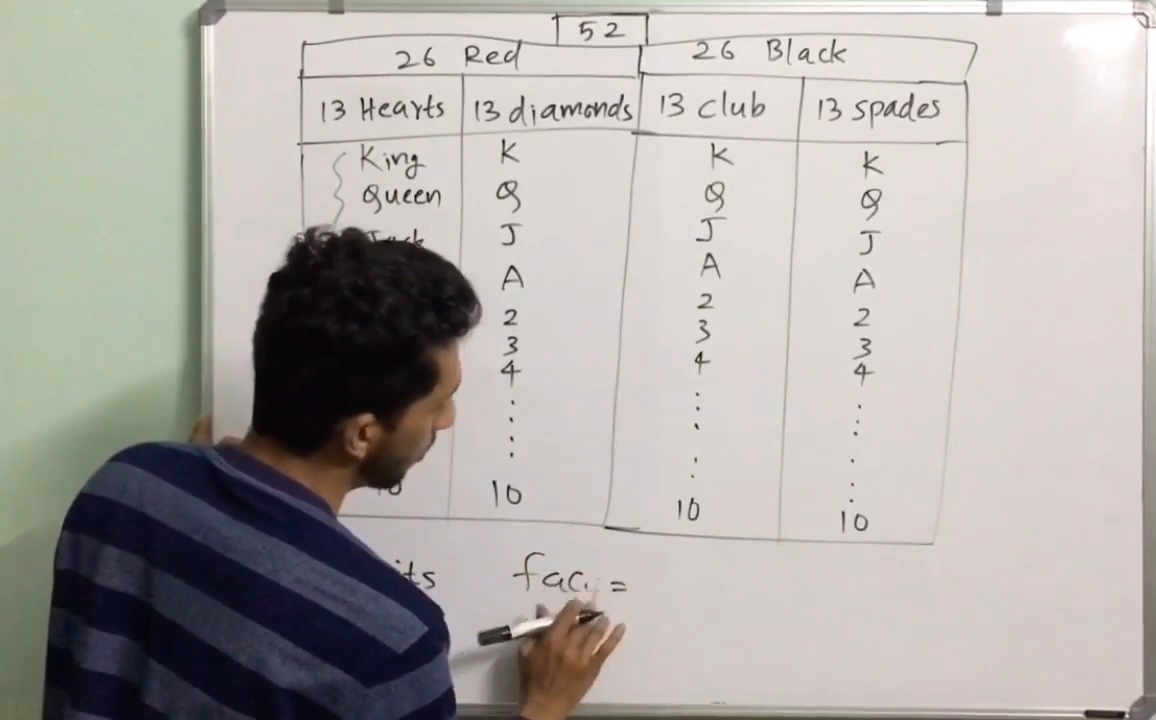 52
26 Red 26 Black
13 Hearts 13 diamonds 13 club 13 spades
King K K K
Queen Q Q Q
J J J
A A A
2 2 2
3 3 3
4 4 4
10 10 10
=